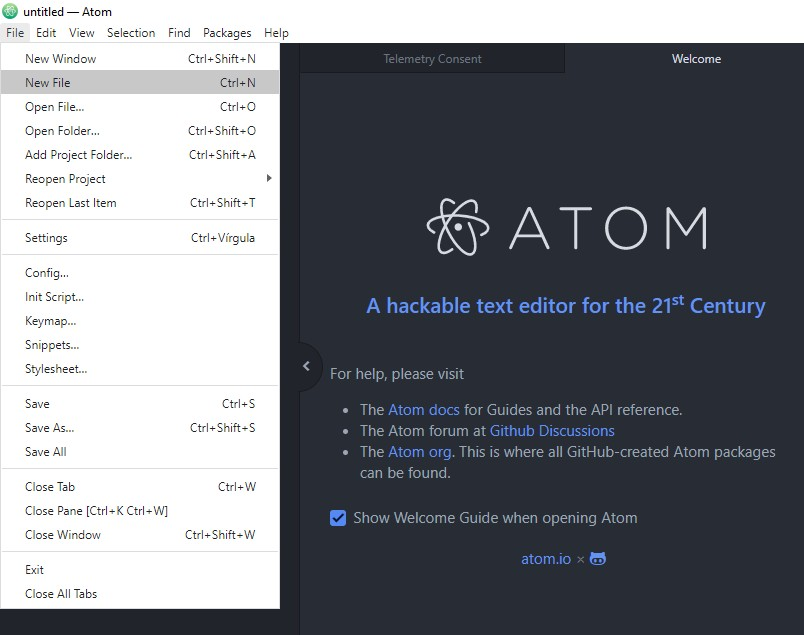 untitled — Atom
File Edit View Selection Find Packages Help
New Window Ctrl+Shift+N
New File Ctrl+N
Open File... Ctrl+O
Open Folder... Ctrl+Shift+O
Add Project Folder... Ctrl+Shift+A
Reopen Project
Reopen Last Item Ctrl+Shift+T
Settings Ctrl+Vírgula
Config...
Init Script...
Keymap...
Snippets...
Stylesheet...
Save Ctrl+S
Save As... Ctrl+Shift+S
Save All
Close Tab Ctrl+W
Close Pane [Ctrl+K Ctrl+W]
Close Window Ctrl+Shift+W
Exit
Close All Tabs
Telemetry Consent Welcome
ATOM
A hackable text editor for the 21st Century
For help, please visit
• The Atom docs for Guides and the API reference.
• The Atom forum at Github Discussions
• The Atom org. This is where all GitHub-created Atom packages
can be found.
Show Welcome Guide when opening Atom
atom.io ×